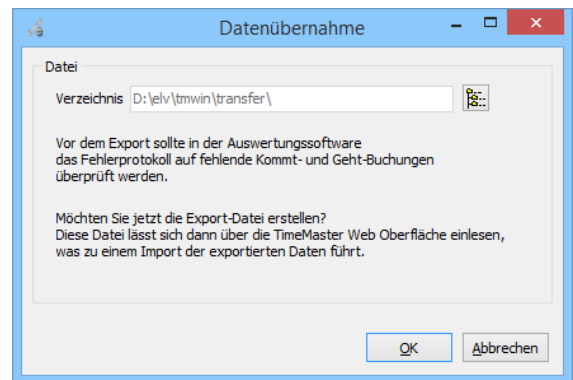 Datenübernahme
Datei
Verzeichnis D:\elv\tmwin\transfer\
Vor dem Export sollte in der Auswertungssoftware
das Fehlerprotokoll auf fehlende Kommt- und Geht-Buchungen
überprüft werden.
Möchten Sie jetzt die Export-Datei erstellen?
Diese Datei lässt sich dann über die TimeMaster Web Oberfläche einlesen,
was zu einem Import der exportierten Daten führt.
OK Abbrechen